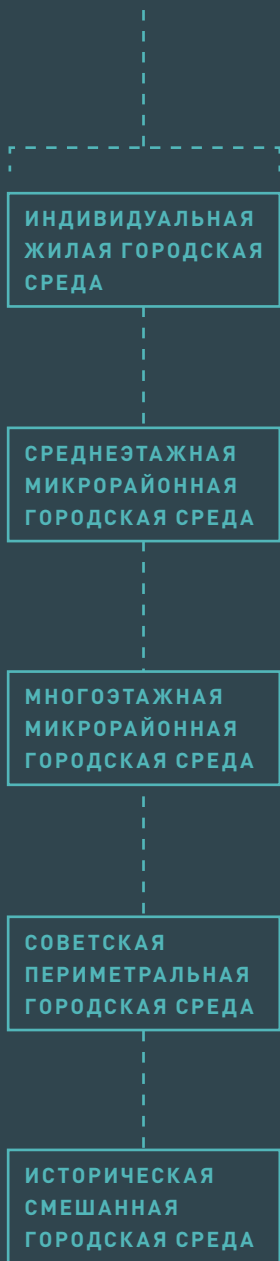 ИНДИВИДУАЛЬНАЯ
ЖИЛАЯ ГОРОДСКАЯ
СРЕДА
СРЕДНЕЭТАЖНАЯ
МИКРОРАЙОННАЯ
ГОРОДСКАЯ СРЕДА
МНОГОЭТАЖНАЯ
МИКРОРАЙОННАЯ
ГОРОДСКАЯ СРЕДА
СОВЕТСКАЯ
ПЕРИМЕТРАЛЬНАЯ
ГОРОДСКАЯ СРЕДА
ИСТОРИЧЕСКАЯ
СМЕШАННАЯ
ГОРОДСКАЯ СРЕДА